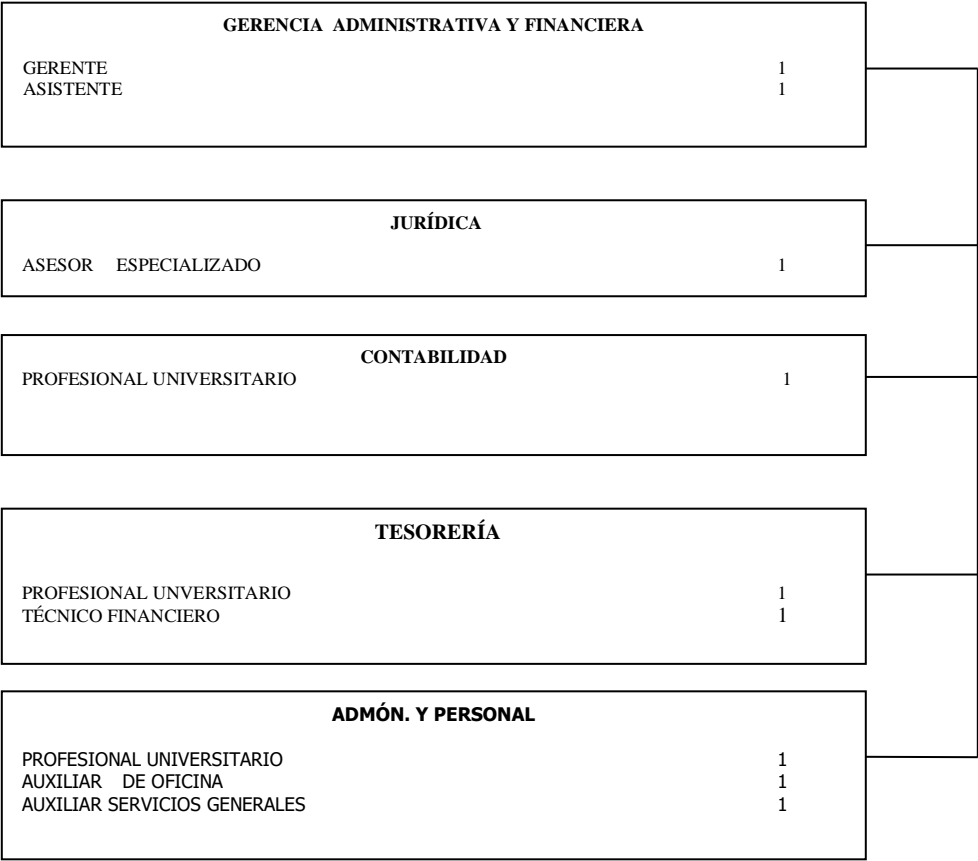 GERENCIA ADMINISTRATIVA Y FINANCIERA
GERENTE 1
ASISTENTE 1
JURÍDICA
ASESOR ESPECIALIZADO 1
CONTABILIDAD
PROFESIONAL UNIVERSITARIO 1
TESORERÍA
PROFESIONAL UNVERSITARIO 1
TÉCNICO FINANCIERO 1
ADMÓN. Y PERSONAL
PROFESIONAL UNIVERSITARIO 1
AUXILIAR DE OFICINA 1
AUXILIAR SERVICIOS GENERALES 1